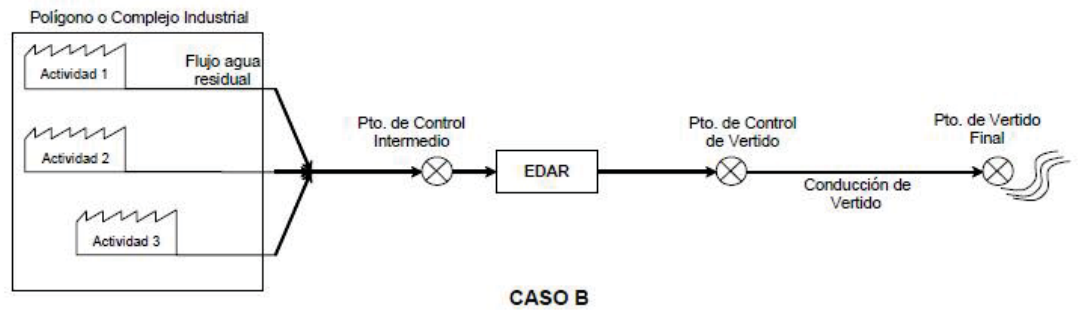 Polígono o Complejo Industrial
Actividad 1
Flujo agua
residual
Actividad 2
Actividad 3
Pto. de Control
Intermedio
EDAR
Pto. de Control
de Vertido
Conducción de
Vertido
Pto. de Vertido
Final
CASO B